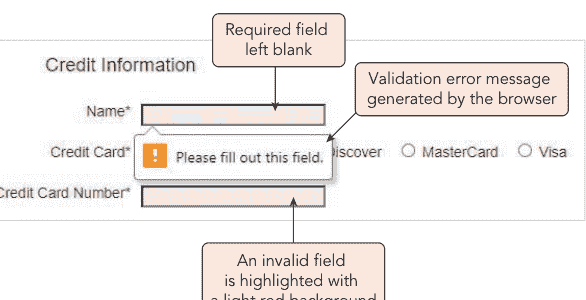 Required field
left blank
Credit Information
Validation error message
generated by the browser
Name*
Credit Card*
Discover
MasterCard
Visa
Please fill out this field.
Credit Card Number*
An invalid field
is highlighted with
a light red background